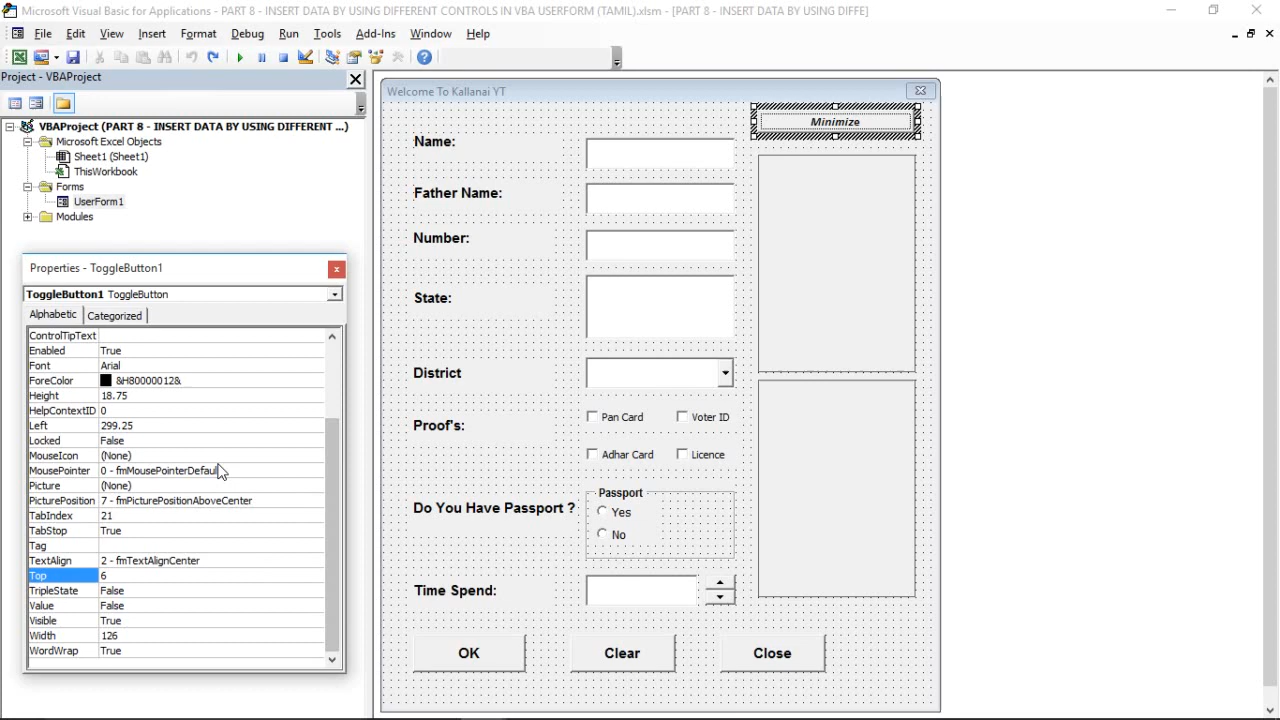 Microsoft Visual Basic for Applications - PART 8 - INSERT DATA BY USING DIFFERENT CONTROLS IN VBA USERFORM (TAMIL).xlsm - [PART 8 - INSERT DATA BY USING DIFFE]
File Edit View Insert Format Debug Run Tools Add-Ins Window Help
Project - VBAProject
VBAProject (PART 8 - INSERT DATA BY USING DIFFERENT ...)
Microsoft Excel Objects
Sheet1 (Sheet1)
ThisWorkbook
Forms
UserForm1
Modules
Properties - ToggleButton1
ToggleButton1 ToggleButton
Alphabetic Categorized
ControlTipText
Enabled True
Font Arial
ForeColor &H80000012&
Height 18.75
HelpContextID 0
Left 299.25
Locked False
MouseIcon (None)
MousePointer 0 - fmMousePointerDefaul
Picture (None)
PicturePosition 7 - fmPicturePositionAboveCenter
TabIndex 21
TabStop True
Tag
TextAlign 2 - fmTextAlignCenter
Top 6
TripleState False
Value False
Visible True
Width 126
WordWrap True
Welcome To Kallanai YT
Minimize
Name:
Father Name:
Number:
State:
District
Proof's:
Pan Card Voter ID
Adhar Card Licence
Do You Have Passport ?
Passport
Yes
No
Time Spend:
OK Clear Close